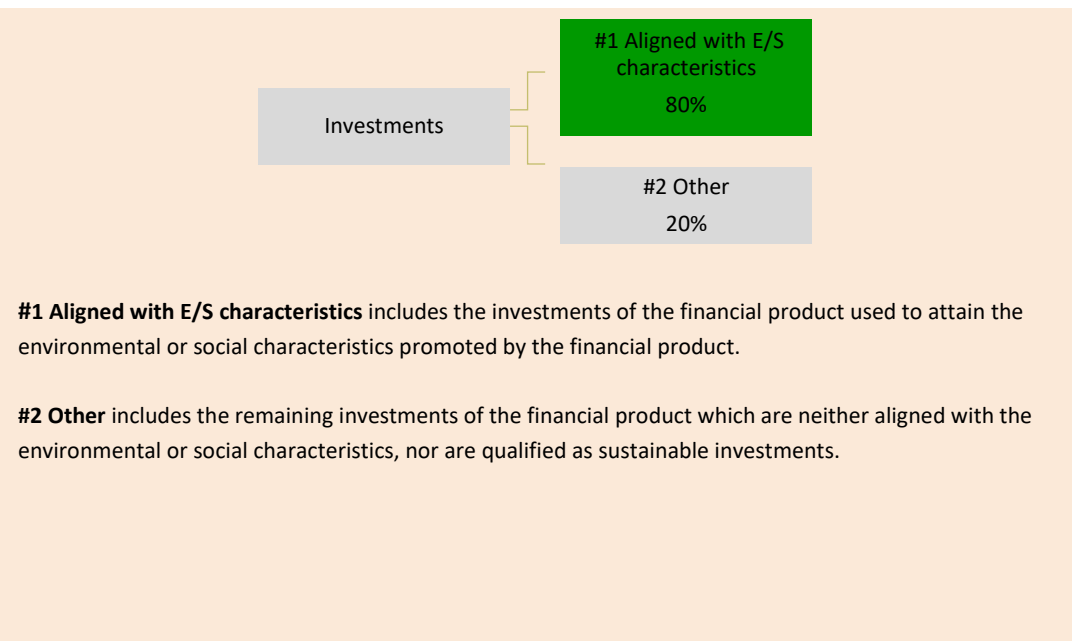 #1 Aligned with E/S
characteristics
80%
Investments
#2 Other
20%
#1 Aligned with E/S characteristics includes the investments of the financial product used to attain the
environmental or social characteristics promoted by the financial product.
#2 Other includes the remaining investments of the financial product which are neither aligned with the
environmental or social characteristics, nor are qualified as sustainable investments.